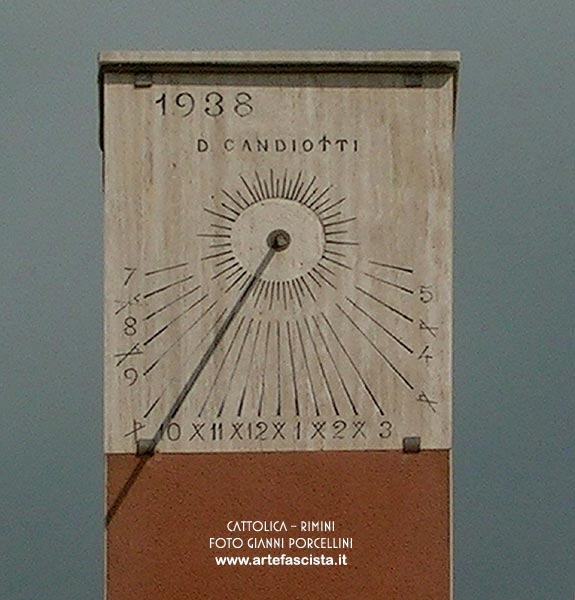 1938
D. CANDIOTTI
7
X
8
X
9
X 10 X 11 X 12 X 1 X 2 X 3
5
X
4
X
CATTOLICA – RIMINI
FOTO GIANNI PORCELLINI
www.artefascista.it